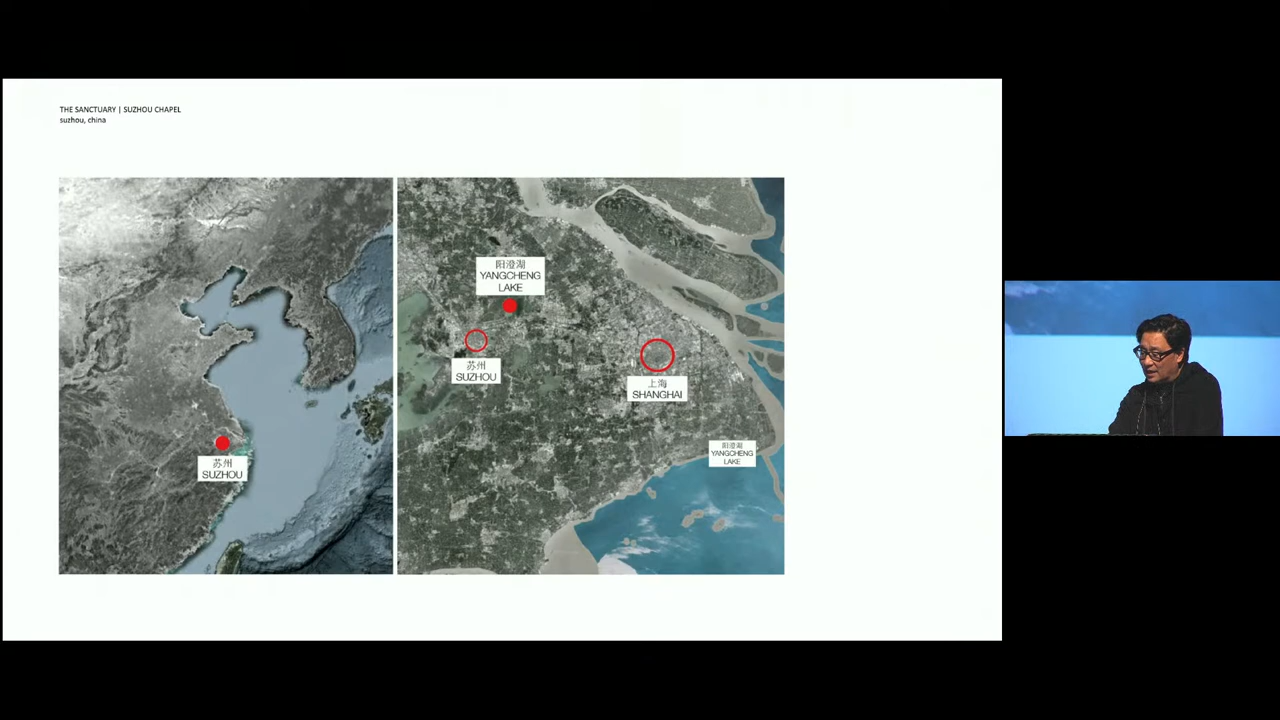 THE SANCTUARY | SUZHOU CHAPEL
suzhou, china
苏州
SUZHOU
阳澄湖
YANGCHENG
LAKE
苏州
SUZHOU
上海
SHANGHAI
阳澄湖
YANGCHENG
LAKE